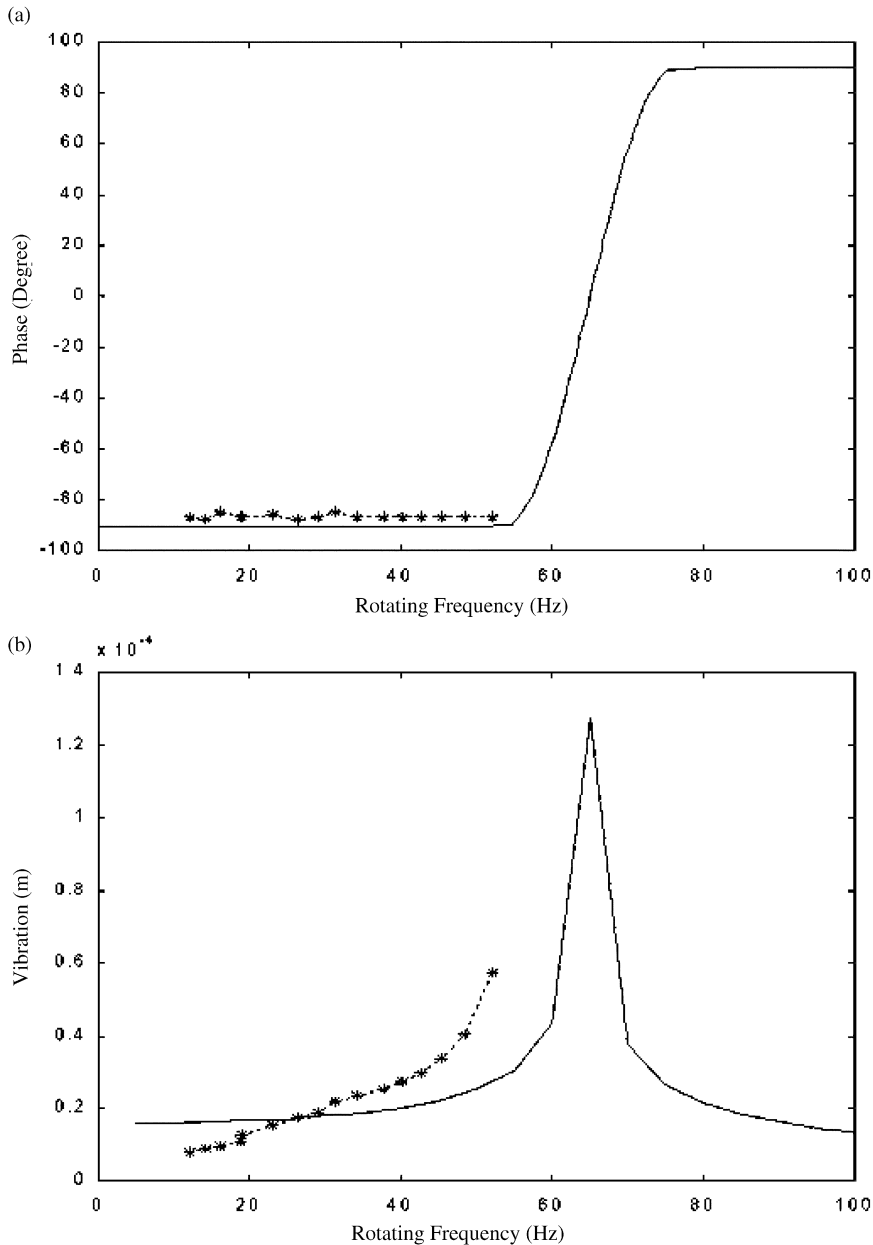 (a)
100
80
60
40
20
0
-20
-40
-60
-80
-100
Phase (Degree)
0 20 40 60 80 100
Rotating Frequency (Hz)
(b)
x 10⁻⁴
1.4
1.2
1
0.8
0.6
0.4
0.2
0
Vibration (m)
0 20 40 60 80 100
Rotating Frequency (Hz)